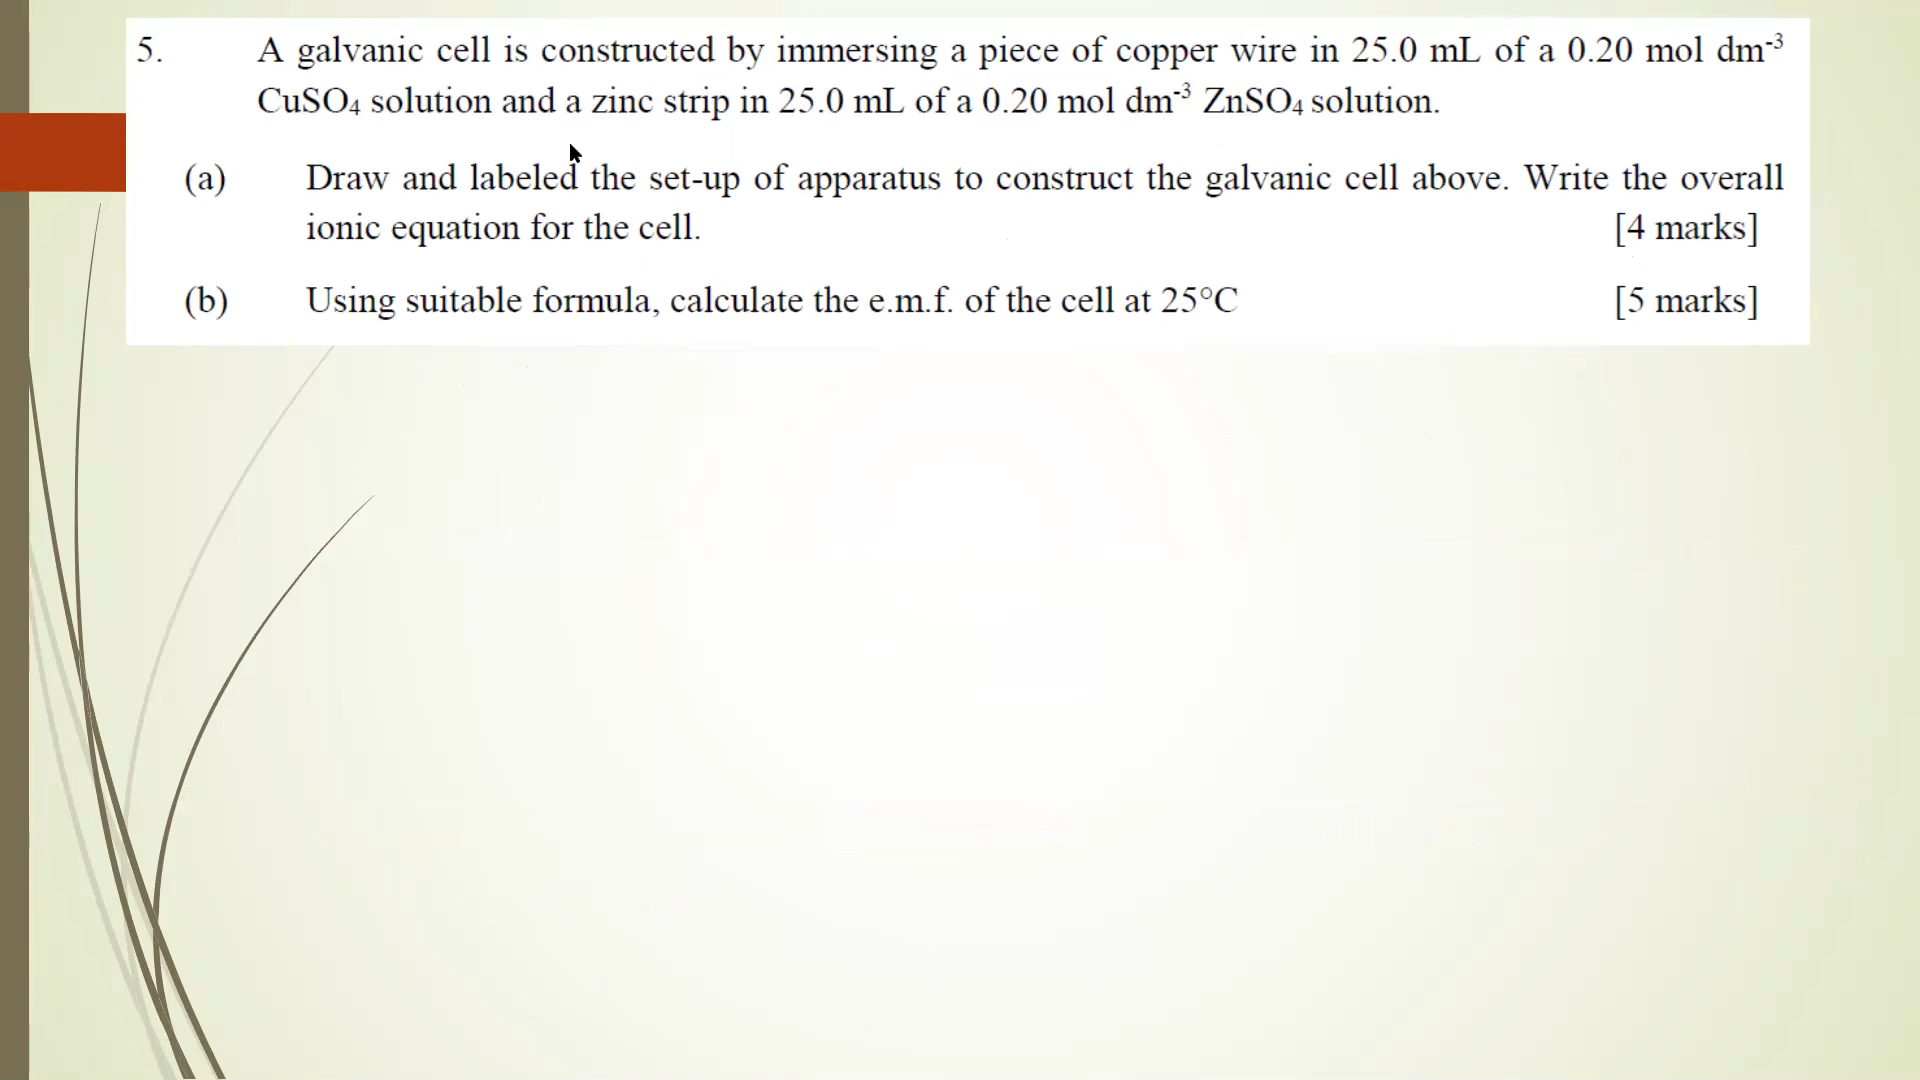 5. A galvanic cell is constructed by immersing a piece of copper wire in 25.0 mL of a 0.20 mol dm⁻³
CuSO₄ solution and a zinc strip in 25.0 mL of a 0.20 mol dm⁻³ ZnSO₄ solution.
(a) Draw and labeled the set-up of apparatus to construct the galvanic cell above. Write the overall
ionic equation for the cell. [4 marks]
(b) Using suitable formula, calculate the e.m.f. of the cell at 25°C [5 marks]